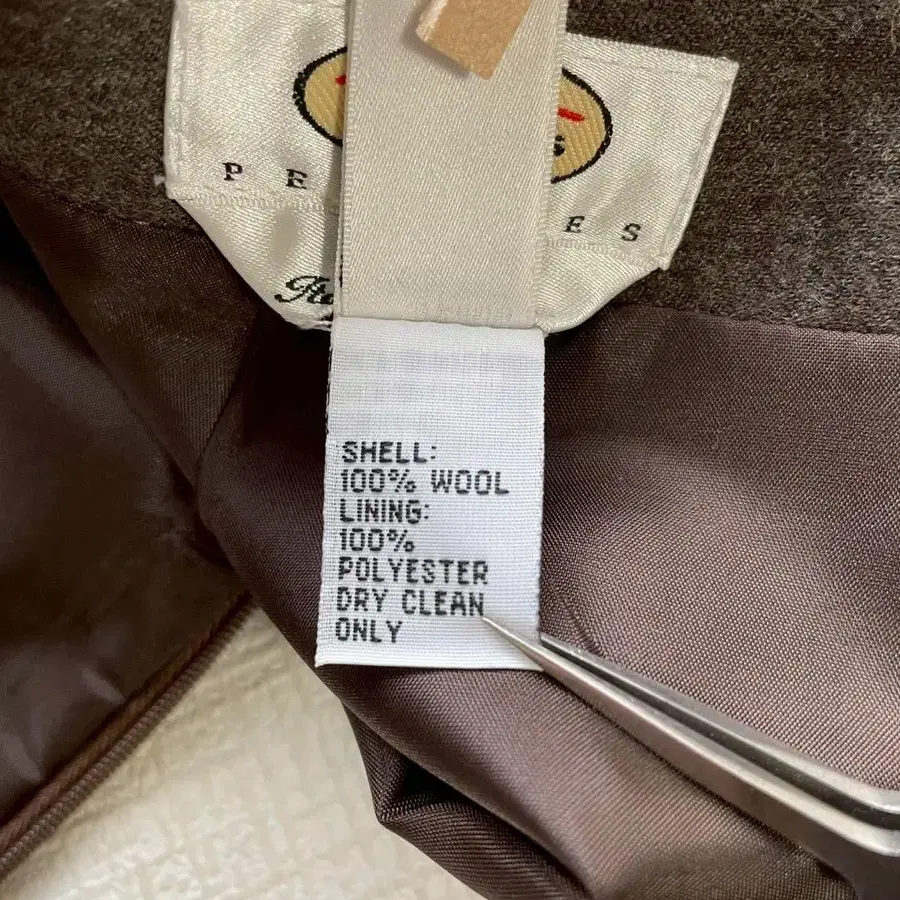 P E
E S
SHELL:
100% WOOL
LINING:
100%
POLYESTER
DRY CLEAN
ONLY